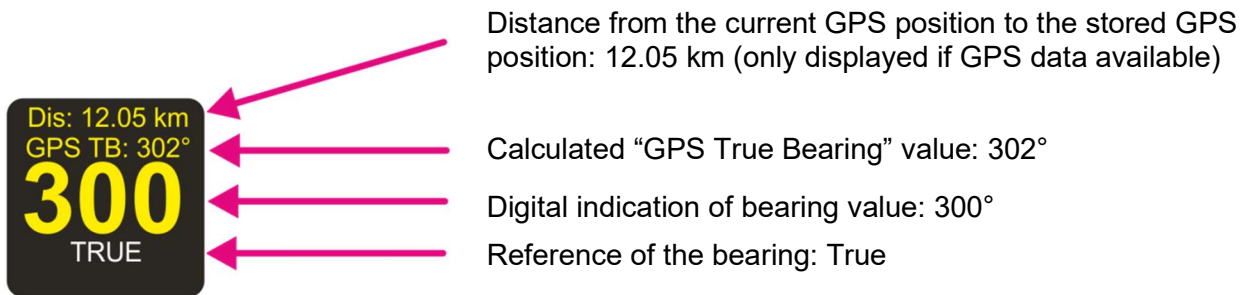 Distance from the current GPS position to the stored GPS
position: 12.05 km (only displayed if GPS data available)
Dis: 12.05 km
GPS TB: 302°
300
TRUE
Calculated “GPS True Bearing” value: 302°
Digital indication of bearing value: 300°
Reference of the bearing: True